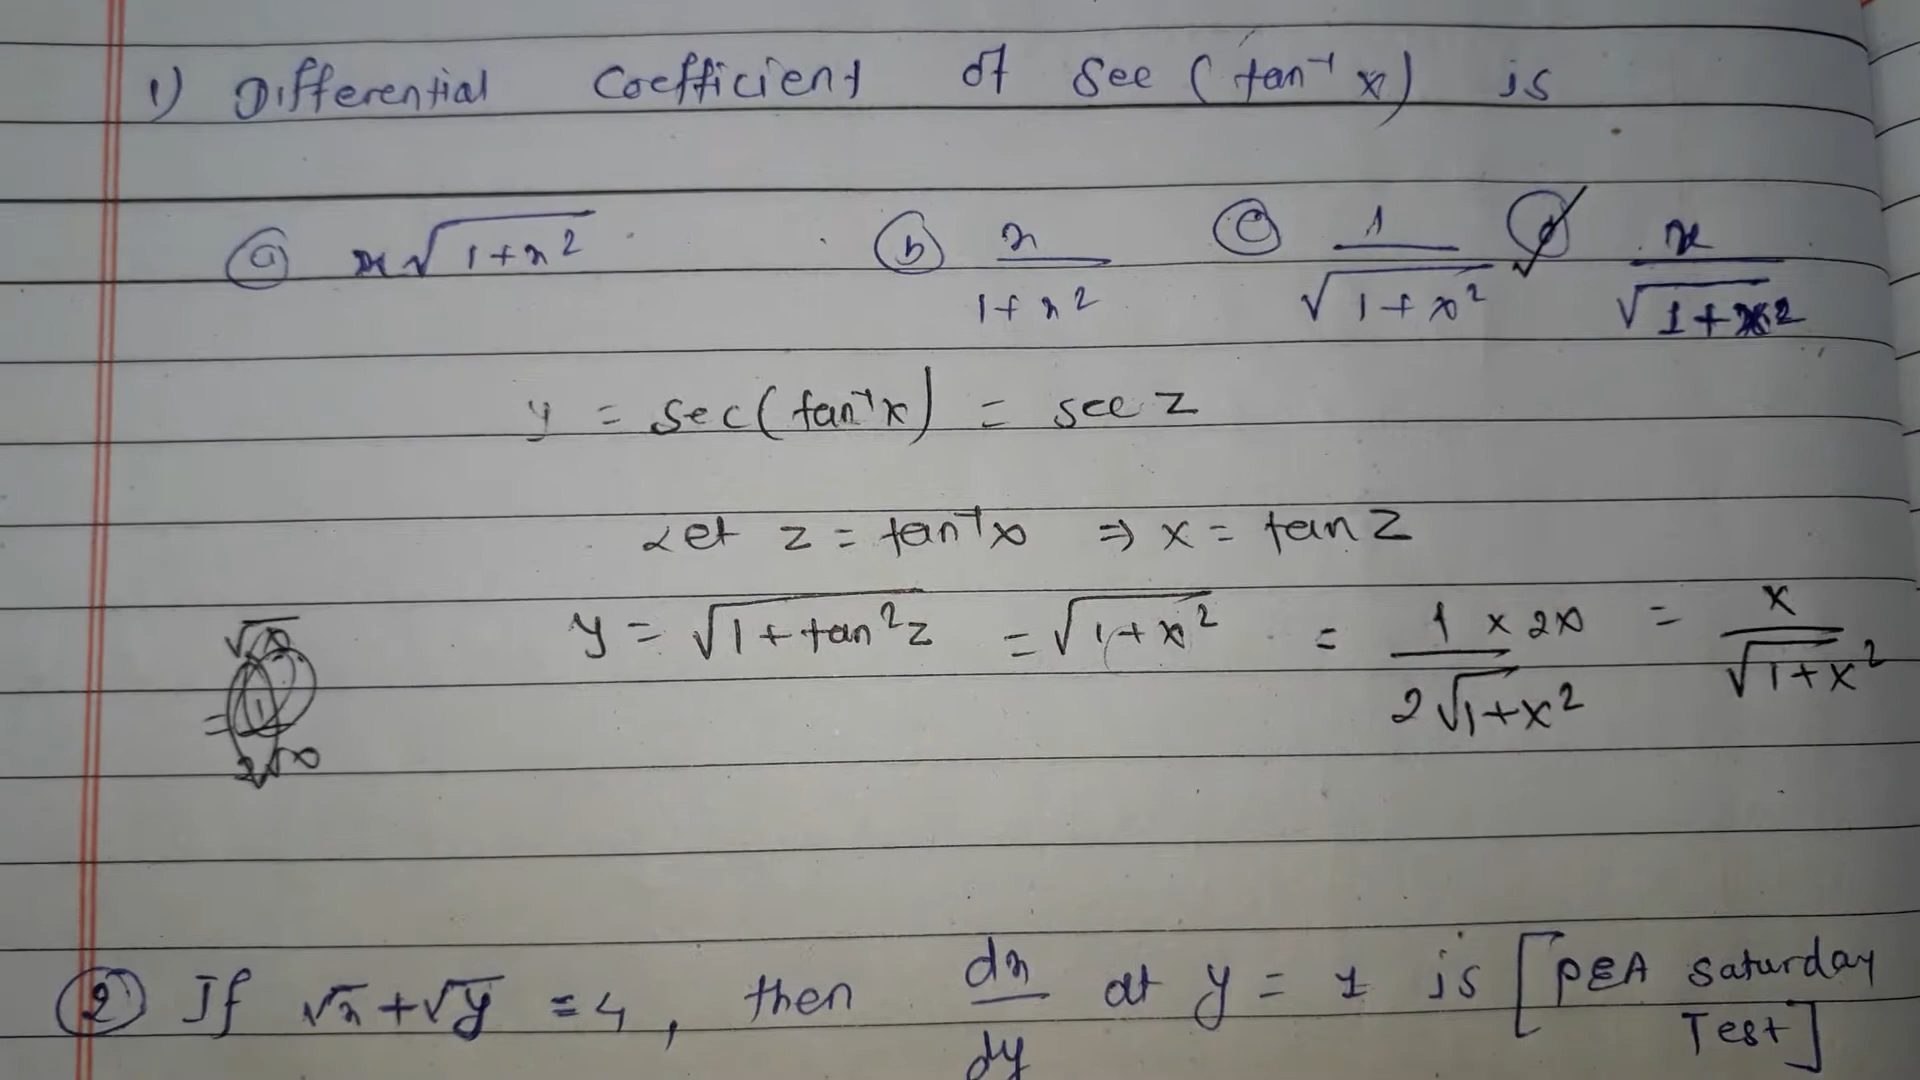 1) Differential Coefficient of Sec (tan⁻¹ x) is
(a) x√(1+x²) (b) x/(1+x²) (c) 1/√(1+x²) (d) x/√(1+x²)
y = sec(tan⁻¹x) = sec z
Let z = tan⁻¹x ⇒ x = tan z
y = √(1+tan²z) = √(1+x²) = 1/(2√(1+x²)) × 2x = x/√(1+x²)
(2) If √x + √y = 4, then dx/dy at y = 1 is [PEA Saturday
Test]